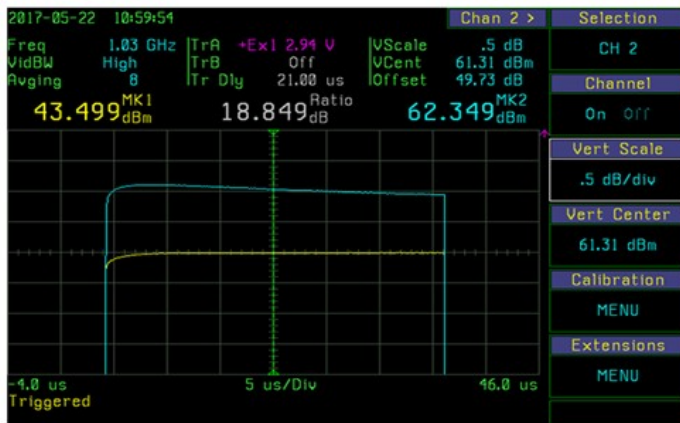 2017-05-22 10:59:54 Chan 2 > Selection
Freq 1.03 GHz TrA →Ex1 2.94 V VScale .5 dB CH 2
VidBW High TrB Off VCent 61.31 dBm
Avging 8 Tr Dly 21.00 us Offset 49.73 dB Channel
43.499 MK1 dBm 18.849 Ratio dB 62.349 MK2 dBm On Off
Vert Scale
.5 dB/div
Vert Center
61.31 dBm
Calibration
MENU
Extensions
-4.0 us 5 us/Div 46.0 us MENU
Triggered